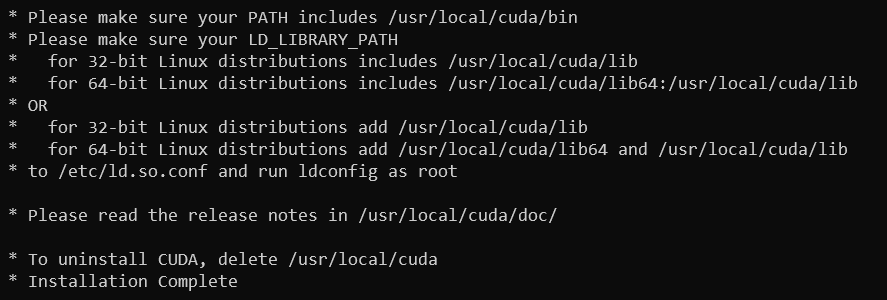 * Please make sure your PATH includes /usr/local/cuda/bin
* Please make sure your LD_LIBRARY_PATH
*   for 32-bit Linux distributions includes /usr/local/cuda/lib
*   for 64-bit Linux distributions includes /usr/local/cuda/lib64:/usr/local/cuda/lib
* OR
*   for 32-bit Linux distributions add /usr/local/cuda/lib
*   for 64-bit Linux distributions add /usr/local/cuda/lib64 and /usr/local/cuda/lib
* to /etc/ld.so.conf and run ldconfig as root
* Please read the release notes in /usr/local/cuda/doc/
* To uninstall CUDA, delete /usr/local/cuda
* Installation Complete